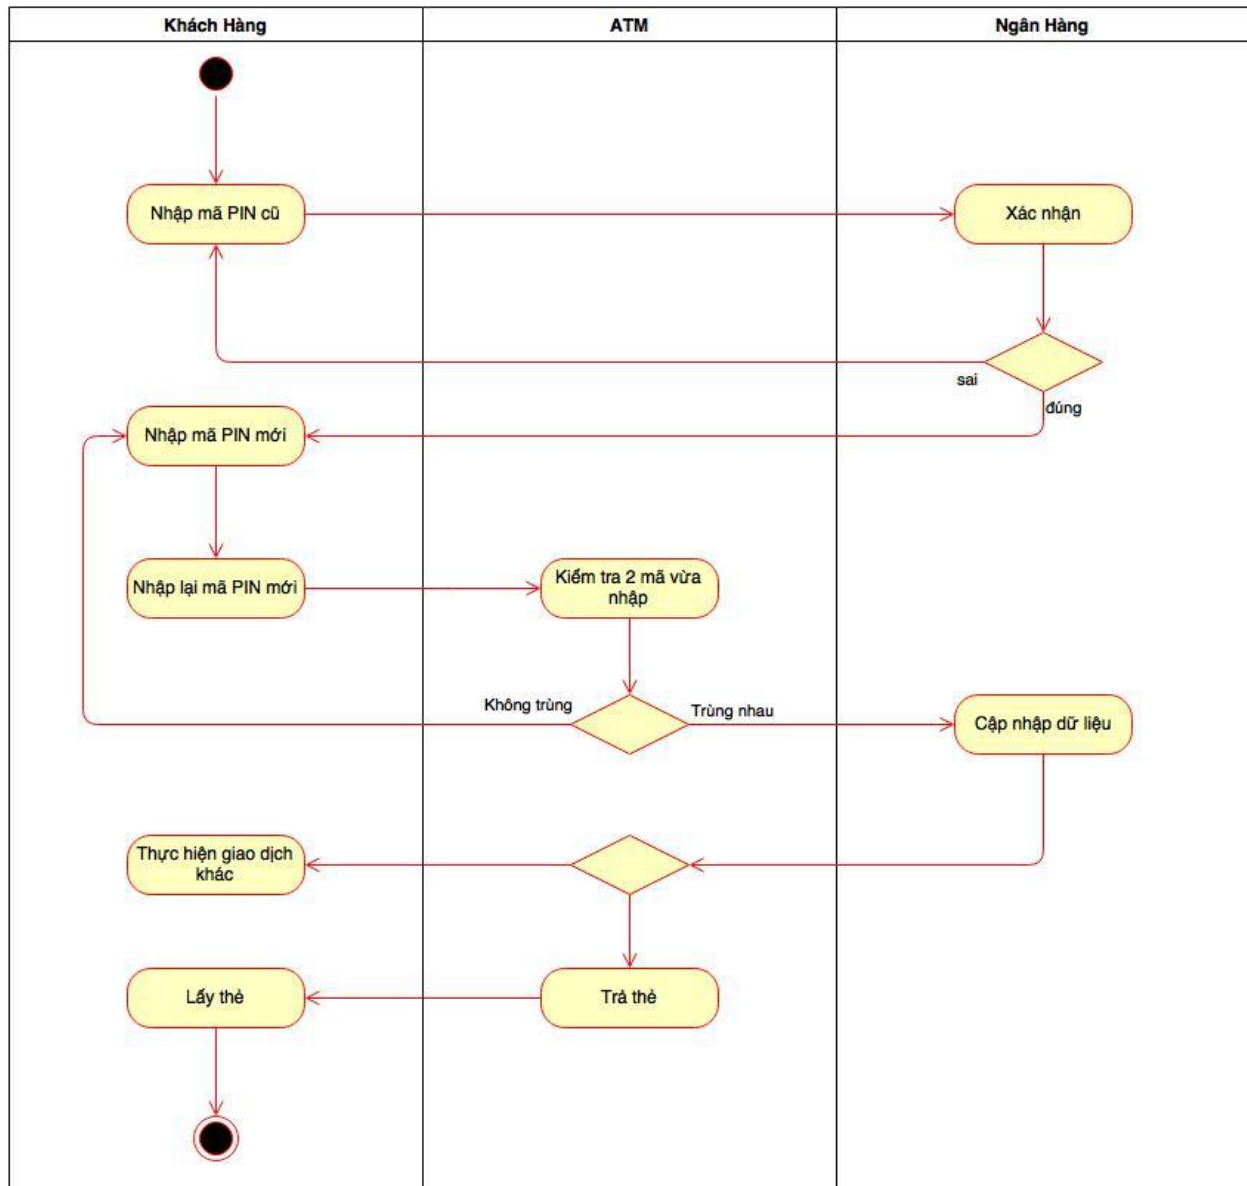 Khách Hàng
ATM
Ngân Hàng
Nhập mã PIN cũ
Xác nhận
sai
đúng
Nhập mã PIN mới
Nhập lại mã PIN mới
Kiểm tra 2 mã vừa
nhập
Không trùng
Trùng nhau
Cập nhập dữ liệu
Thực hiện giao dịch
khác
Lấy thẻ
Trả thẻ